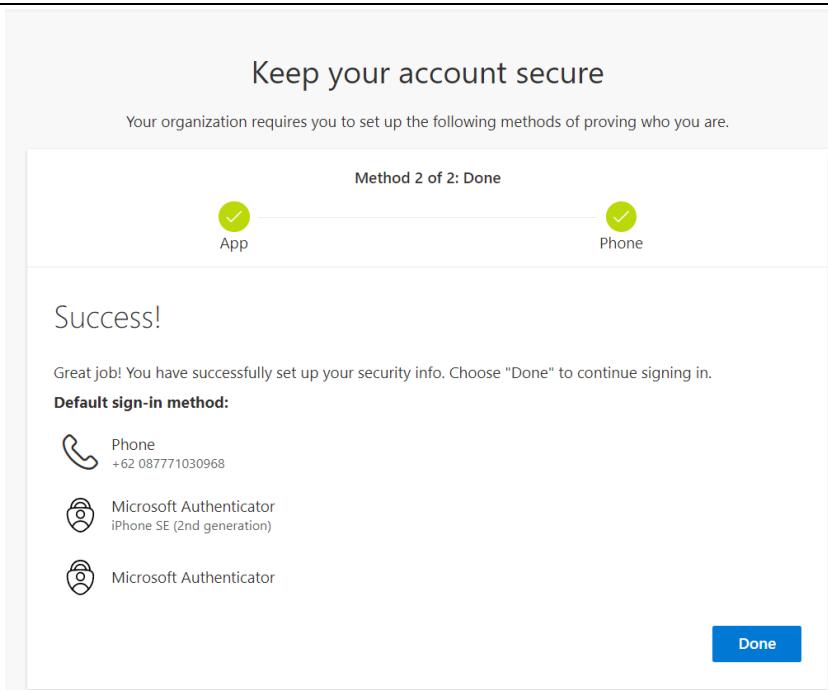 Keep your account secure
Your organization requires you to set up the following methods of proving who you are.
Method 2 of 2: Done
App
Phone
Success!
Great job! You have successfully set up your security info. Choose "Done" to continue signing in.
Default sign-in method:
Phone
+62 087771030968
Microsoft Authenticator
iPhone SE (2nd generation)
Microsoft Authenticator
Done